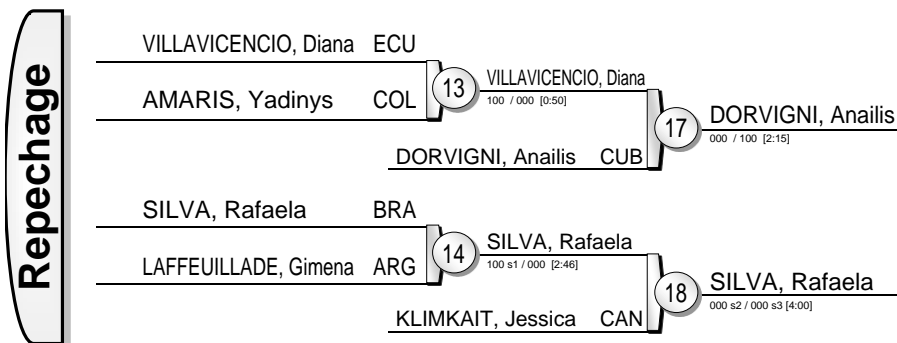 Repechage
VILLAVICENCIO, Diana ECU
AMARIS, Yadinys COL
13
VILLAVICENCIO, Diana
100 / 000 [0:50]
DORVIGNI, Anailis CUB
17
DORVIGNI, Anailis
000 / 100 [2:15]
SILVA, Rafaela BRA
LAFFEUILLADE, Gimena ARG
14
SILVA, Rafaela
100 s1 / 000 [2:46]
KLIMKAIT, Jessica CAN
18
SILVA, Rafaela
000 s2 / 000 s3 [4:00]